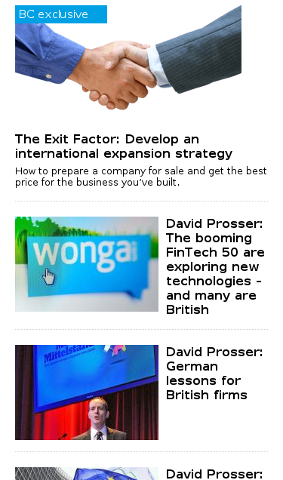 BC exclusive
The Exit Factor: Develop an
international expansion strategy
How to prepare a company for sale and get the best
price for the business you've built.
wonga
David Prosser:
The booming
FinTech 50 are
exploring new
technologies –
and many are
British
Mittelstand
David Prosser:
German
lessons for
British firms
David Prosser: